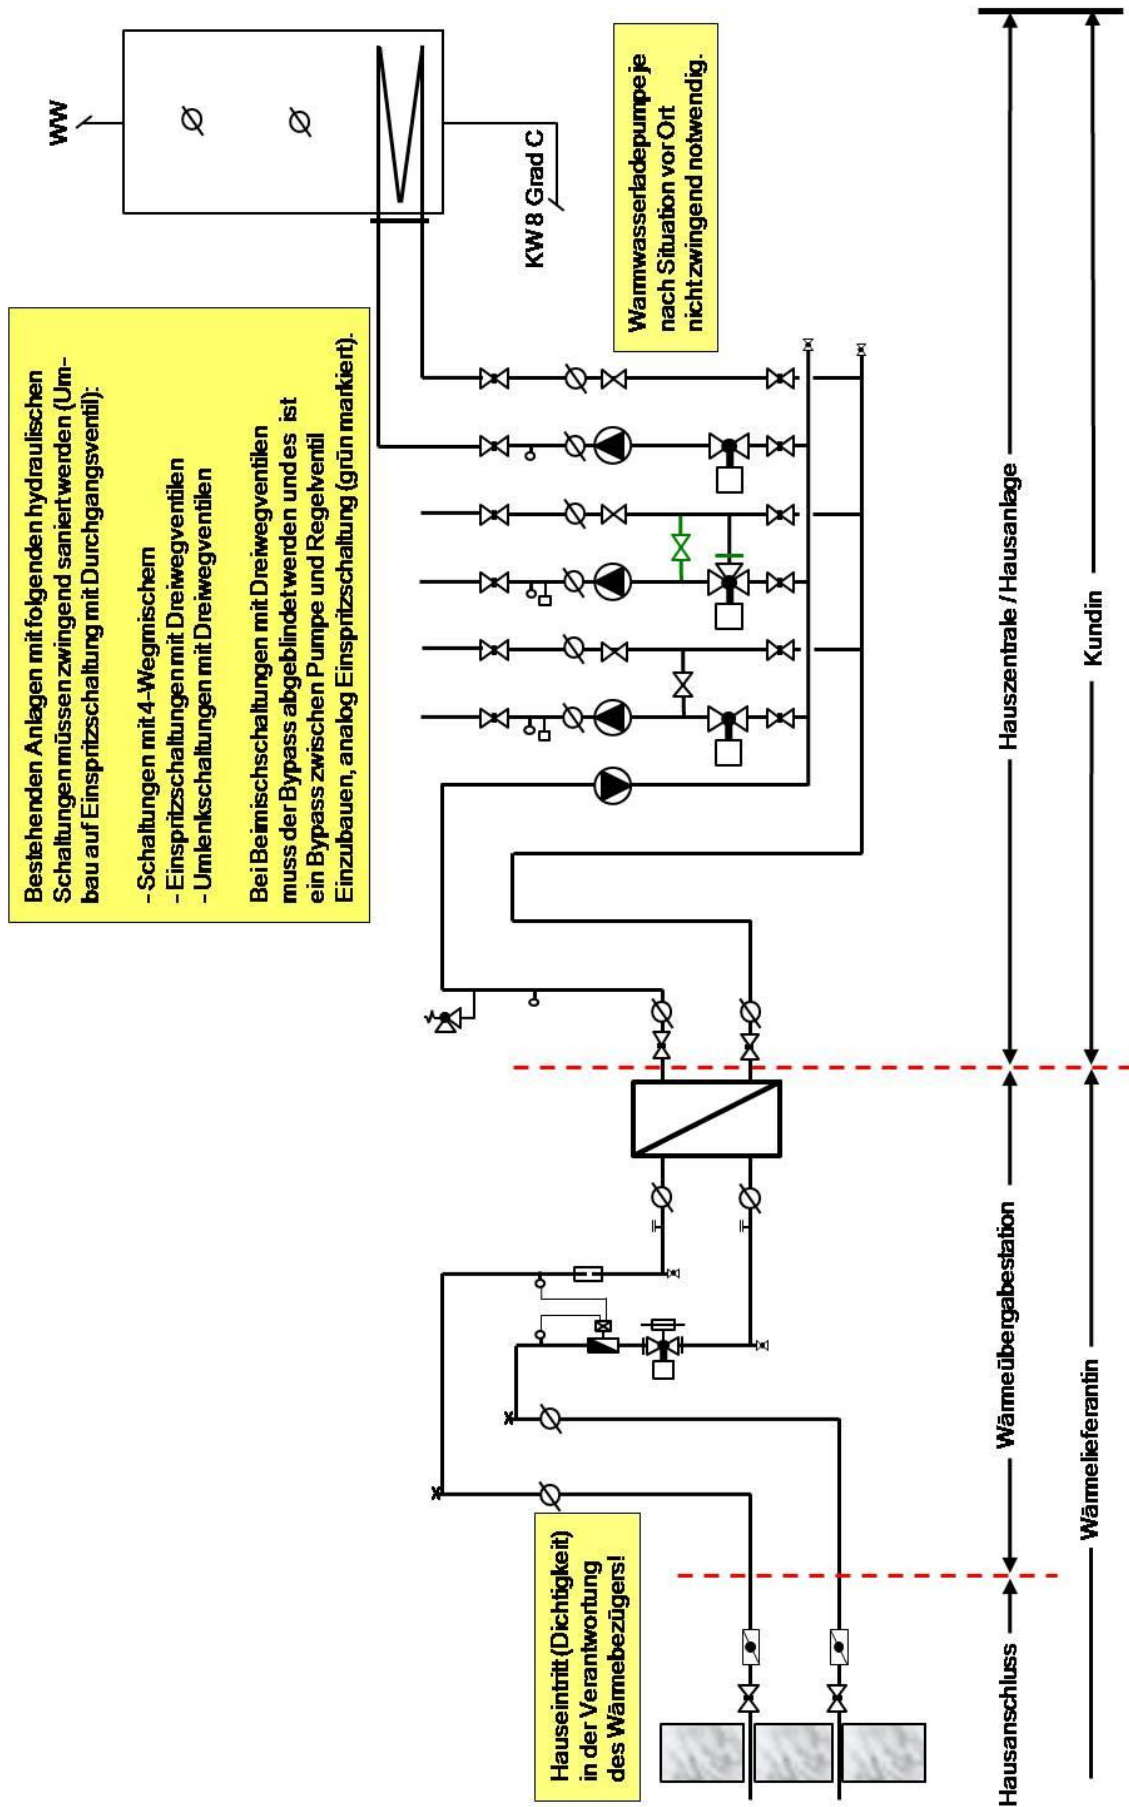 Bestehenden Anlagen mit folgenden hydraulischen
Schaltungen müssen zwingend saniert werden (Um-
bau auf Einspritzschaltung mit Durchgangsventil):
- Schaltungen mit 4-Wegmischern
- Einspritzschaltungen mit Dreiwegventilen
- Umlenkschaltungen mit Dreiwegventilen
Bei Beimischschaltungen mit Dreiwegventilen
muss der Bypass abgeblindet werden und es ist
ein Bypass zwischen Pumpe und Regelventil
Einzubauen, analog Einspritzschaltung (grün markiert).
WW
KW 8 Grad C
Hauseintritt (Dichtigkeit)
in der Verantwortung
des Wärmebezügers!
Warmwasserladepumpe je
nach Situation vor Ort
nicht zwingend notwendig.
Hausanschluss
Wärmeübergabestation
Hauszentrale / Hausanlage
Wärmelieferantin
Kundin